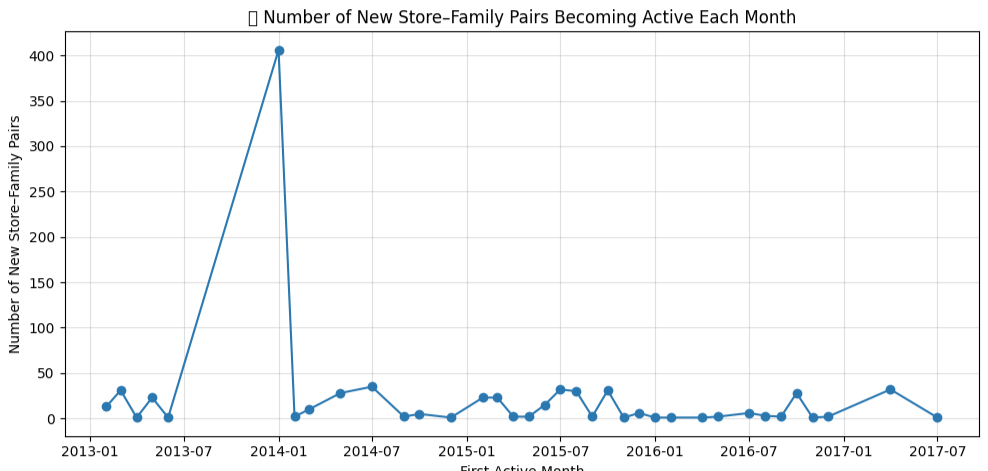 Number of New Store–Family Pairs Becoming Active Each Month
Number of New Store–Family Pairs
400
350
300
250
200
150
100
50
0
2013-01 2013-07 2014-01 2014-07 2015-01 2015-07 2016-01 2016-07 2017-01 2017-07
First Active Month